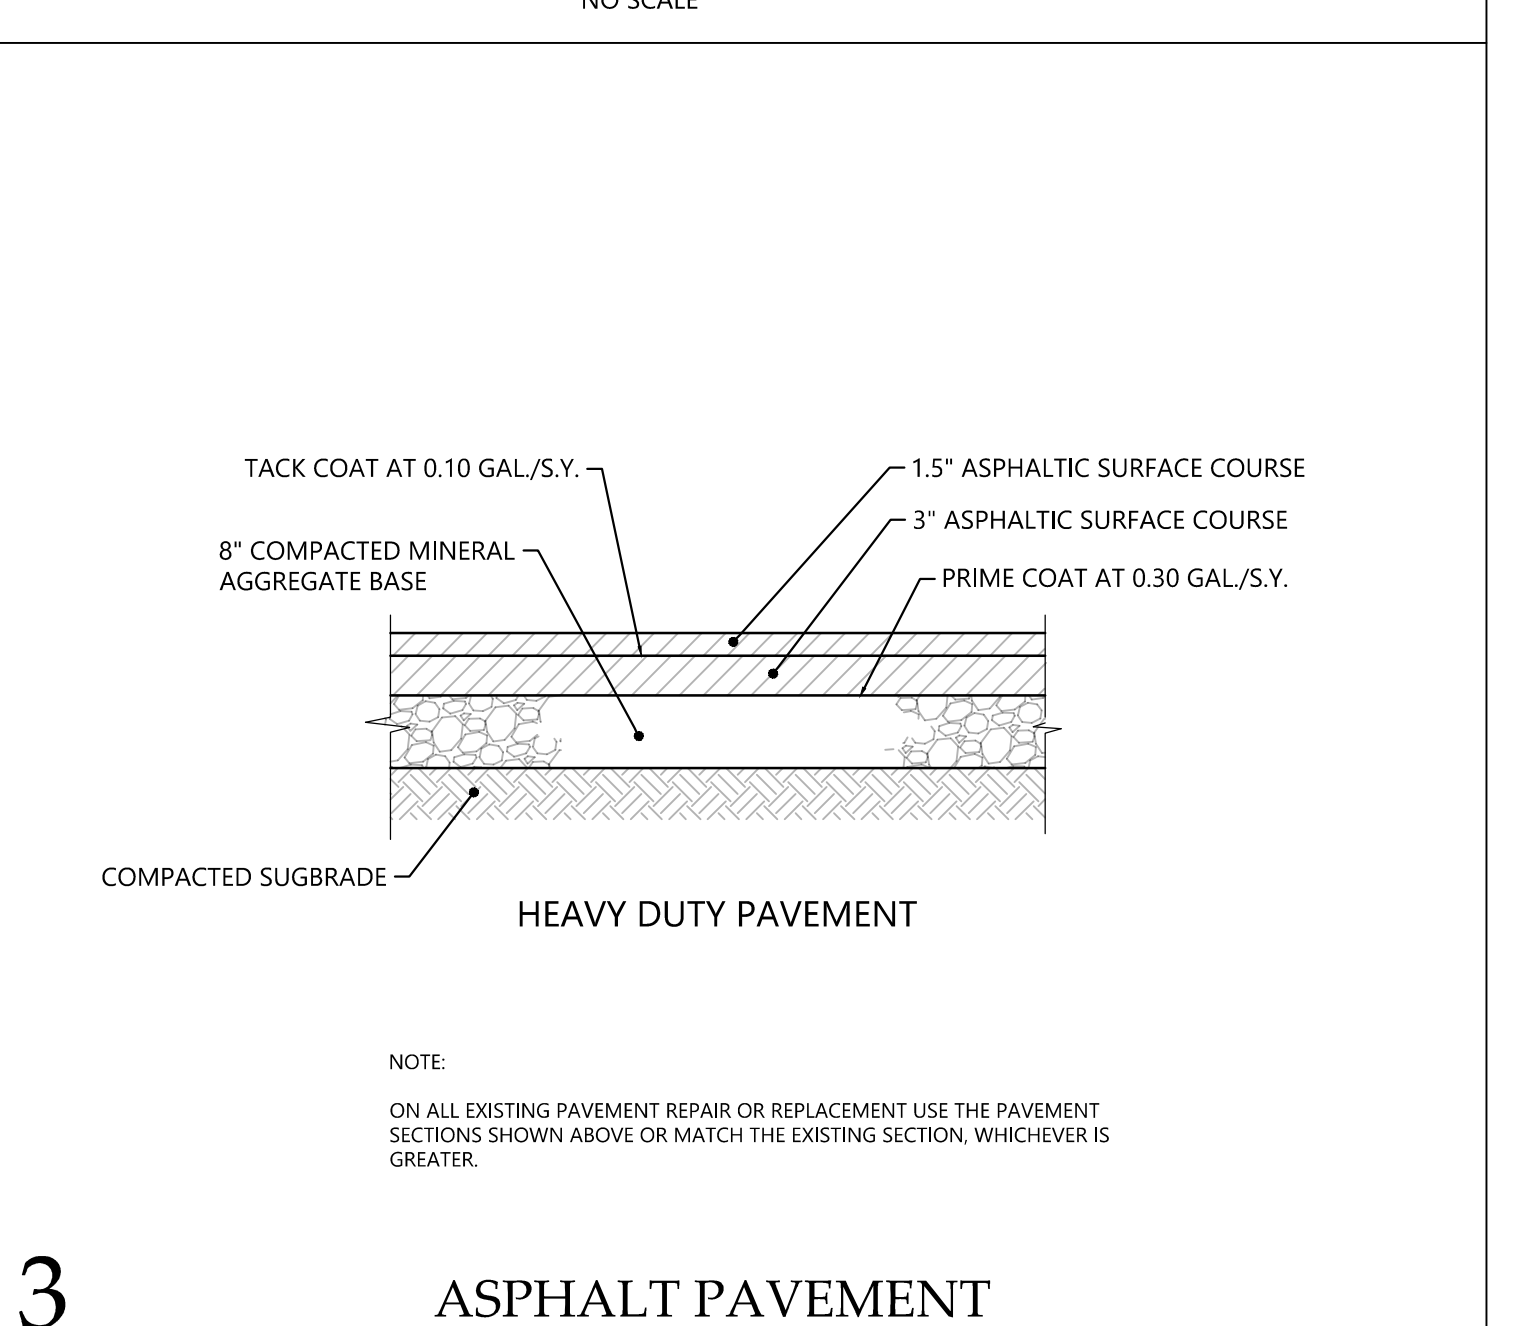 NO SCALE
TACK COAT AT 0.10 GAL./S.Y.
1.5" ASPHALTIC SURFACE COURSE
3" ASPHALTIC SURFACE COURSE
8" COMPACTED MINERAL
AGGREGATE BASE
PRIME COAT AT 0.30 GAL./S.Y.
COMPACTED SUGBRADE
HEAVY DUTY PAVEMENT
NOTE:
ON ALL EXISTING PAVEMENT REPAIR OR REPLACEMENT USE THE PAVEMENT
SECTIONS SHOWN ABOVE OR MATCH THE EXISTING SECTION, WHICHEVER IS
GREATER.
3
ASPHALT PAVEMENT